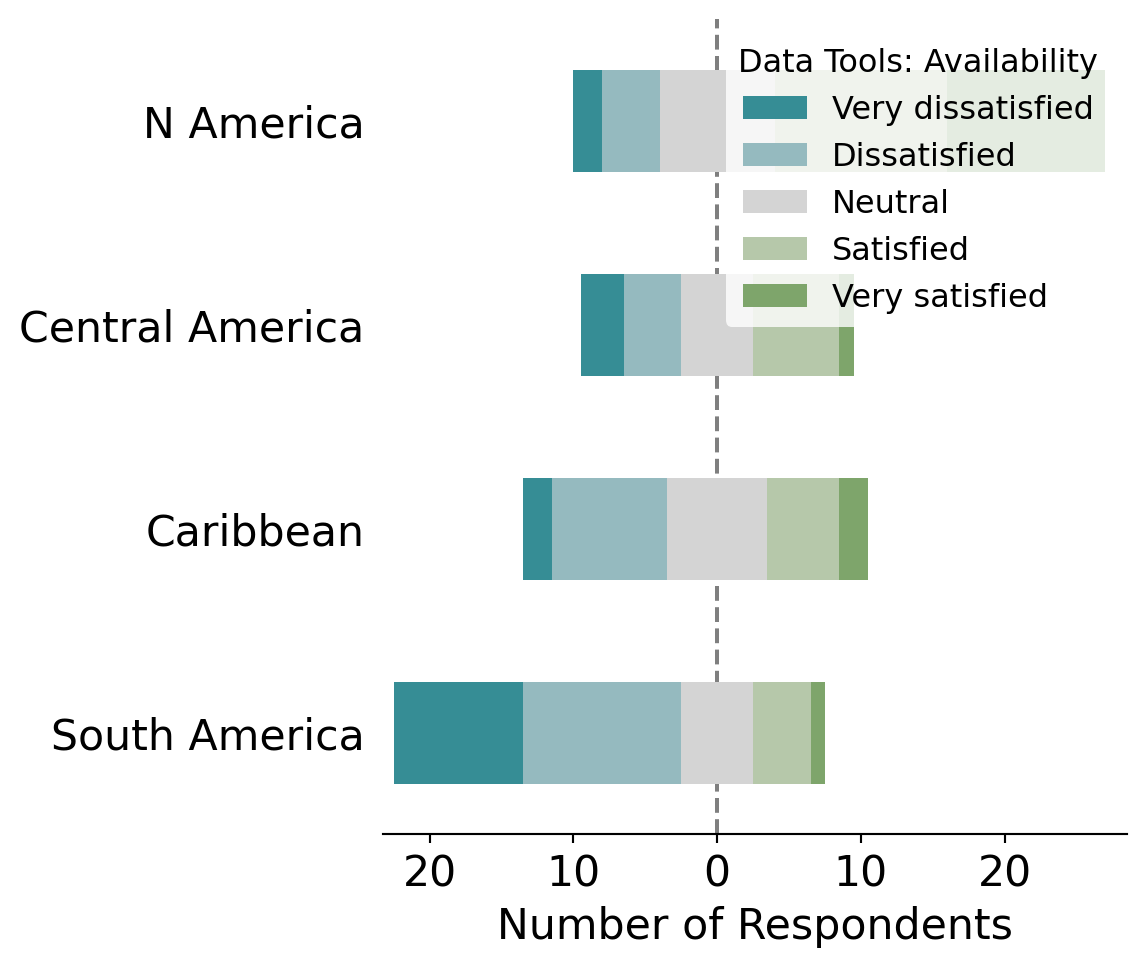 Data Tools: Availability
Very dissatisfied
Dissatisfied
Neutral
Satisfied
Very satisfied
N America
Central America
Caribbean
South America
20 10 0 10 20
Number of Respondents